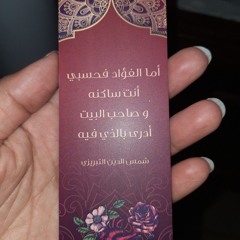 أما الفؤاد فحسبي
أنت ساكنه
و صاحب البيت
أدرى بالذي فيه
شمس الدين التبريزي